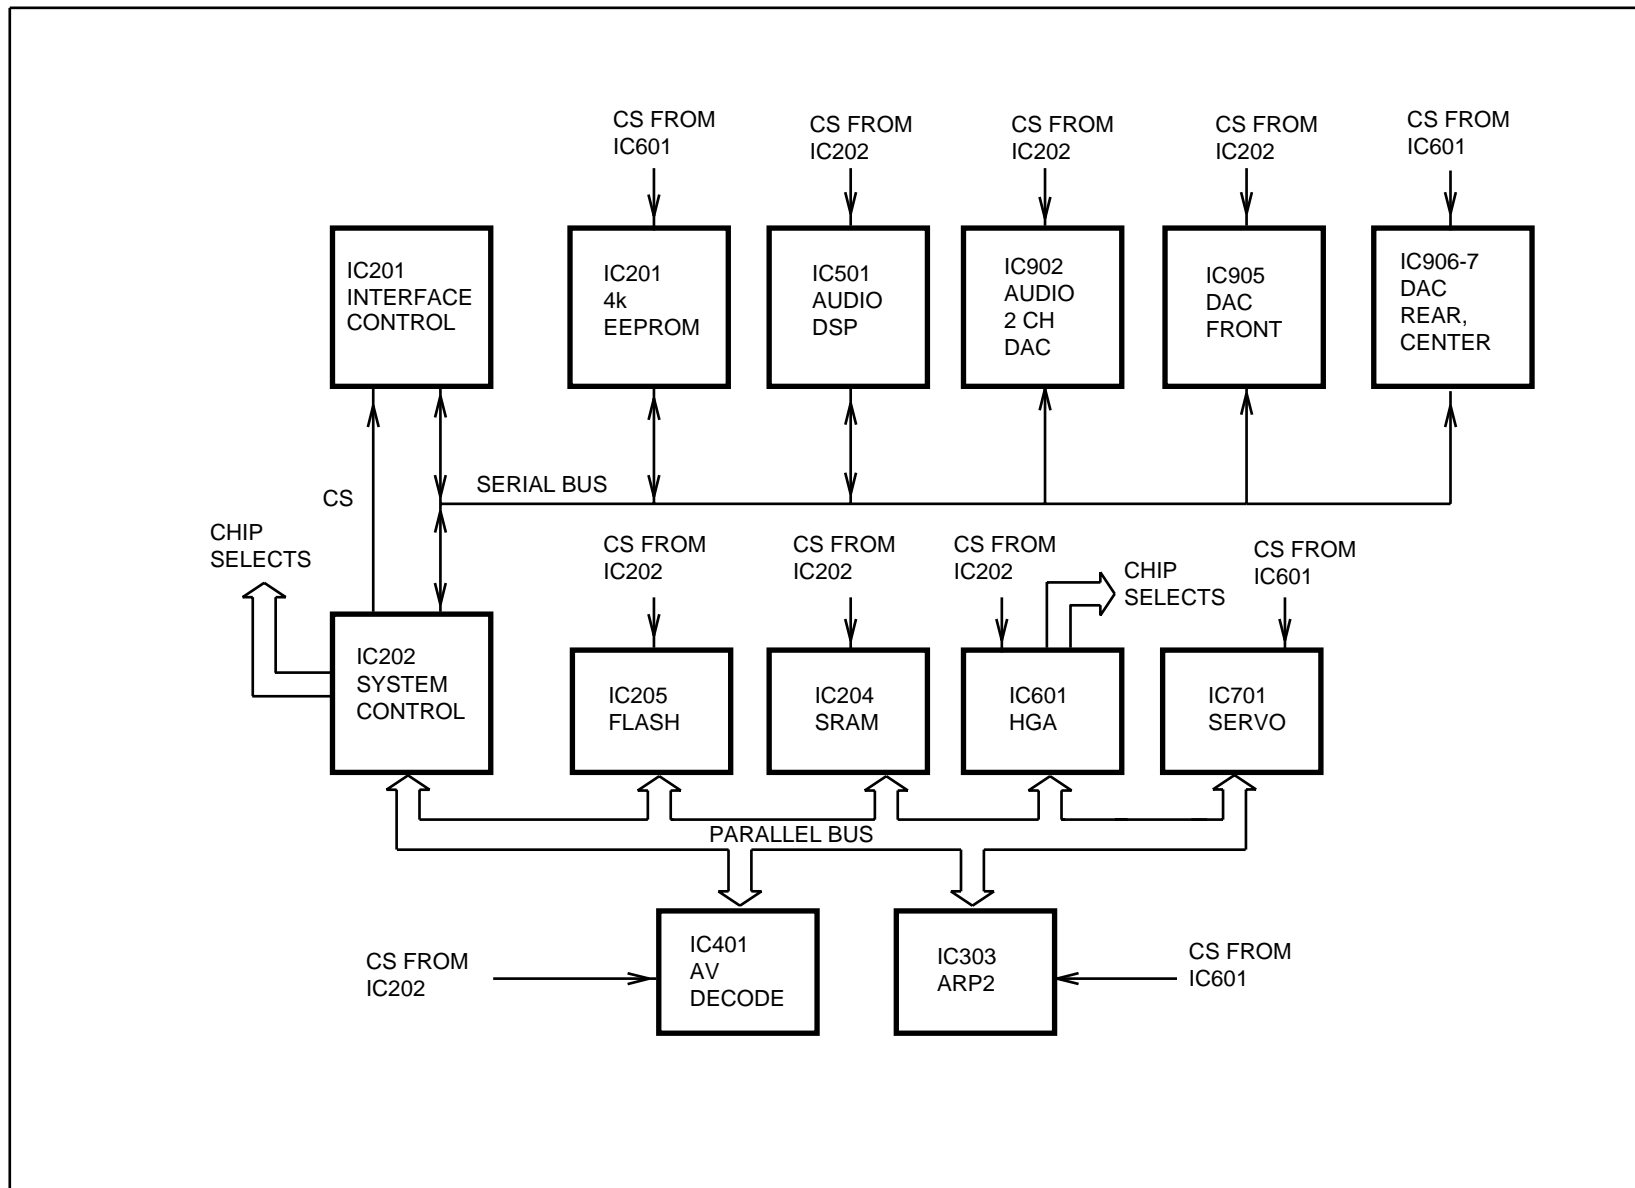 CS FROM
IC601
CS FROM
IC202
CS FROM
IC202
CS FROM
IC202
CS FROM
IC601
IC201
INTERFACE
CONTROL
IC201
4k
EEPROM
IC501
AUDIO
DSP
IC902
AUDIO
2 CH
DAC
IC905
DAC
FRONT
IC906-7
DAC
REAR,
CENTER
CS
SERIAL BUS
CHIP
SELECTS
CS FROM
IC202
CS FROM
IC202
CS FROM
IC202
CHIP
SELECTS
CS FROM
IC601
IC202
SYSTEM
CONTROL
IC205
FLASH
IC204
SRAM
IC601
HGA
IC701
SERVO
PARALLEL BUS
CS FROM
IC202
IC401
AV
DECODE
IC303
ARP2
CS FROM
IC601